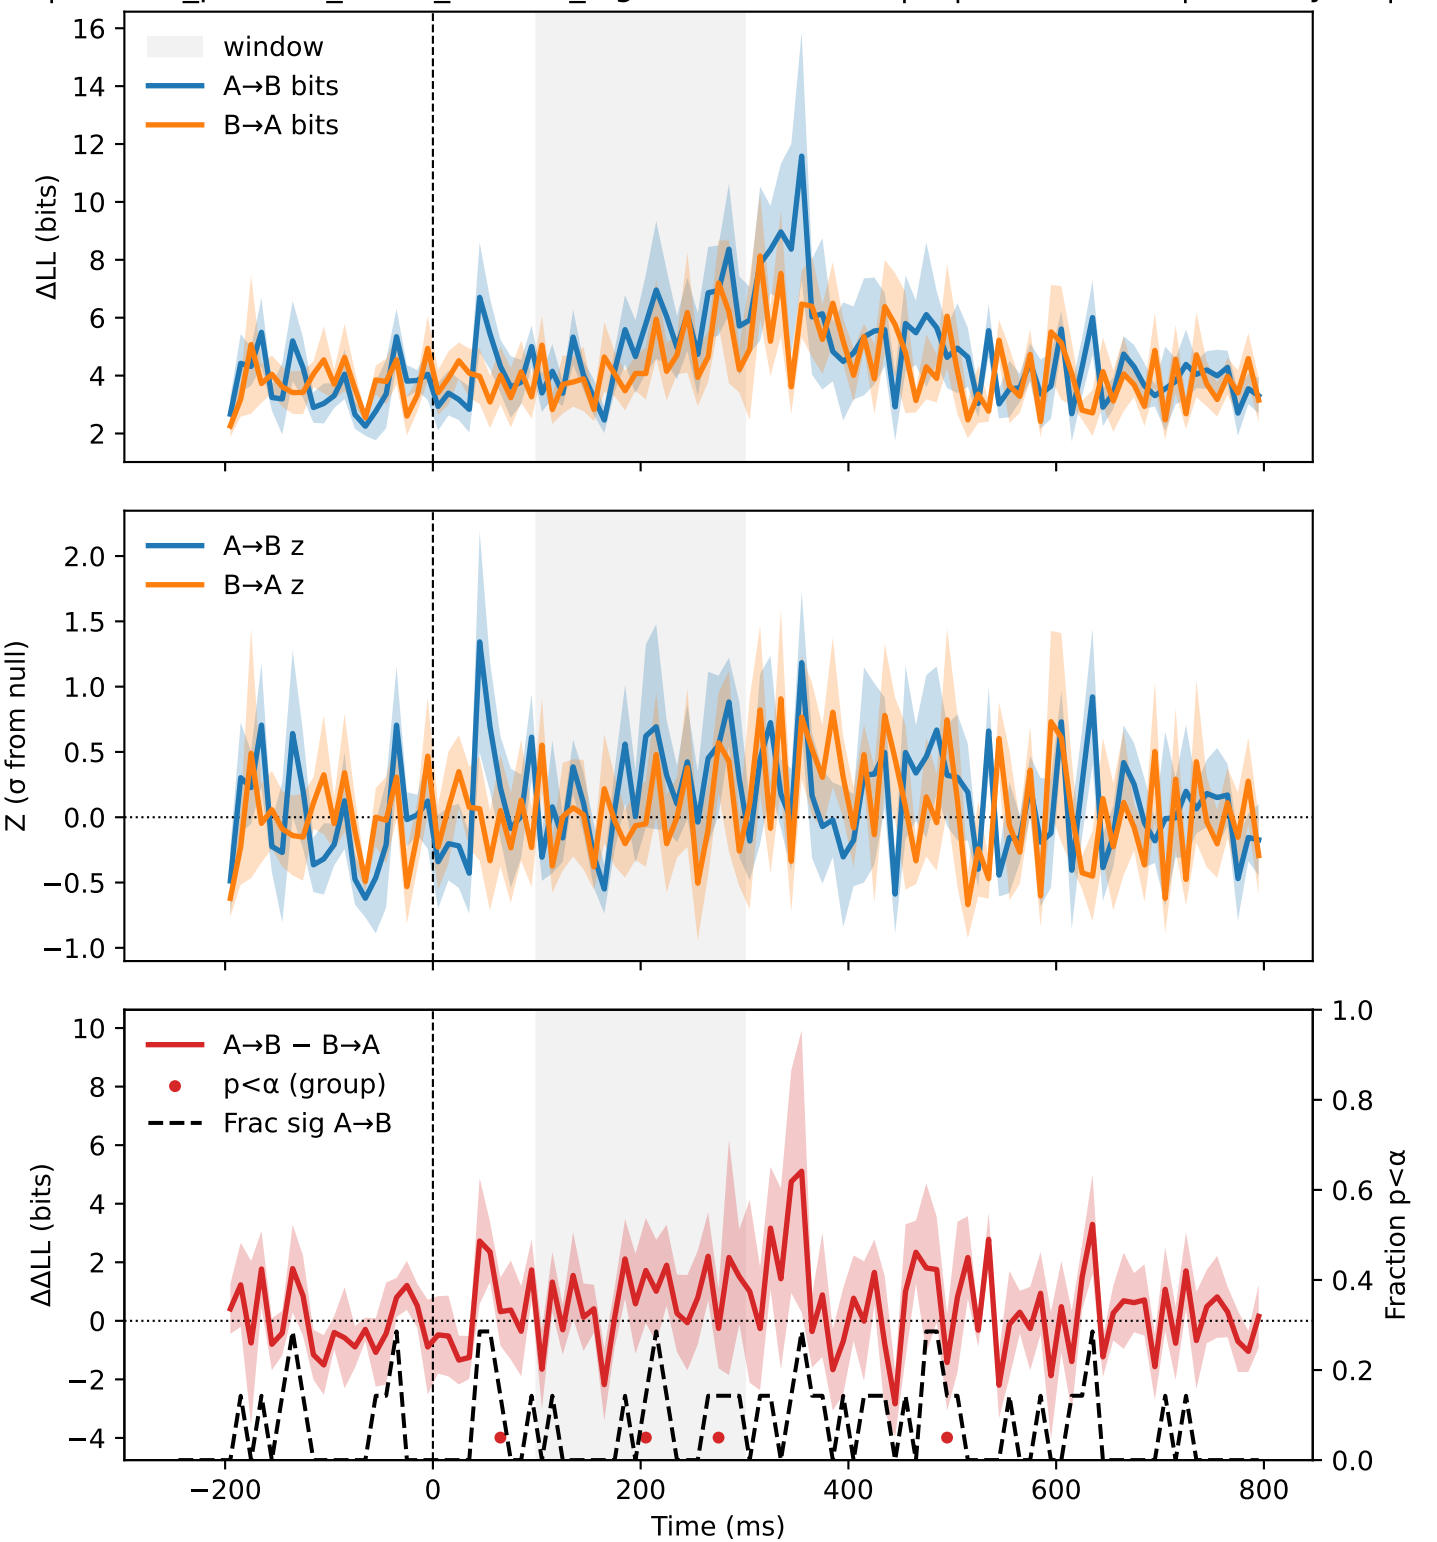 16
14
12
10
8
6
4
2
ΔLL (bits)
window
A→B bits
B→A bits
2.0
1.5
1.0
0.5
0.0
−0.5
−1.0
Z (σ from null)
A→B z
B→A z
10
8
6
4
2
0
−2
−4
ΔΔLL (bits)
A→B − B→A
p<α (group)
Frac sig A→B
1.0
0.8
0.6
0.4
0.2
0.0
Fraction p<α
−200 0 200 400 600 800
Time (ms)